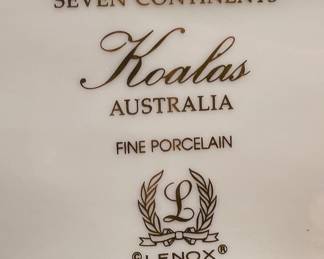 SEVEN CONTINENTS
Koalas
AUSTRALIA
FINE PORCELAIN
L
© LENOX ®